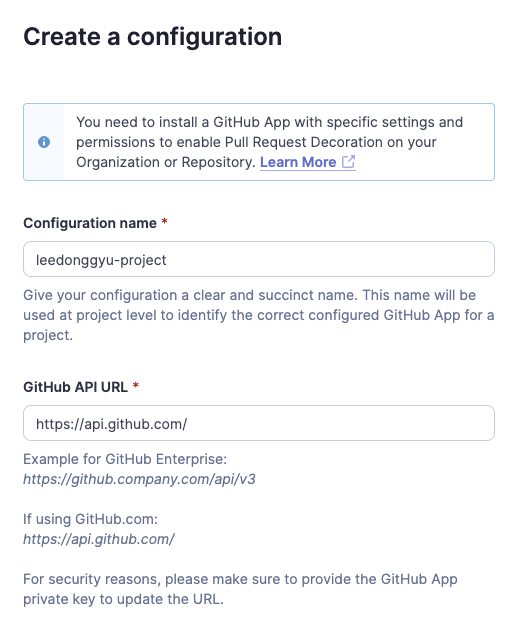 Create a configuration
You need to install a GitHub App with specific settings and
permissions to enable Pull Request Decoration on your
Organization or Repository. Learn More
Configuration name *
leedonggyu-project
Give your configuration a clear and succinct name. This name will be
used at project level to identify the correct configured GitHub App for a
project.
GitHub API URL *
https://api.github.com/
Example for GitHub Enterprise:
https://github.company.com/api/v3
If using GitHub.com:
https://api.github.com/
For security reasons, please make sure to provide the GitHub App
private key to update the URL.